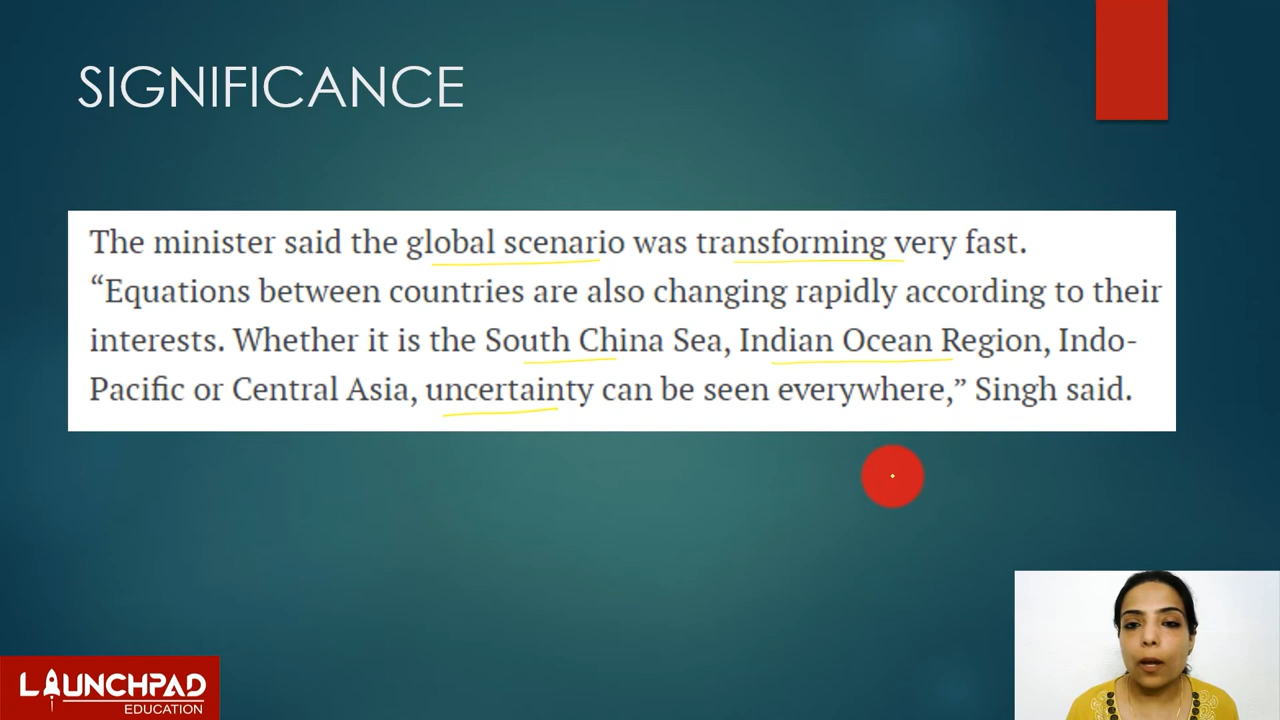 SIGNIFICANCE
The minister said the global scenario was transforming very fast.
“Equations between countries are also changing rapidly according to their
interests. Whether it is the South China Sea, Indian Ocean Region, Indo-
Pacific or Central Asia, uncertainty can be seen everywhere,” Singh said.
LAUNCHPAD
EDUCATION